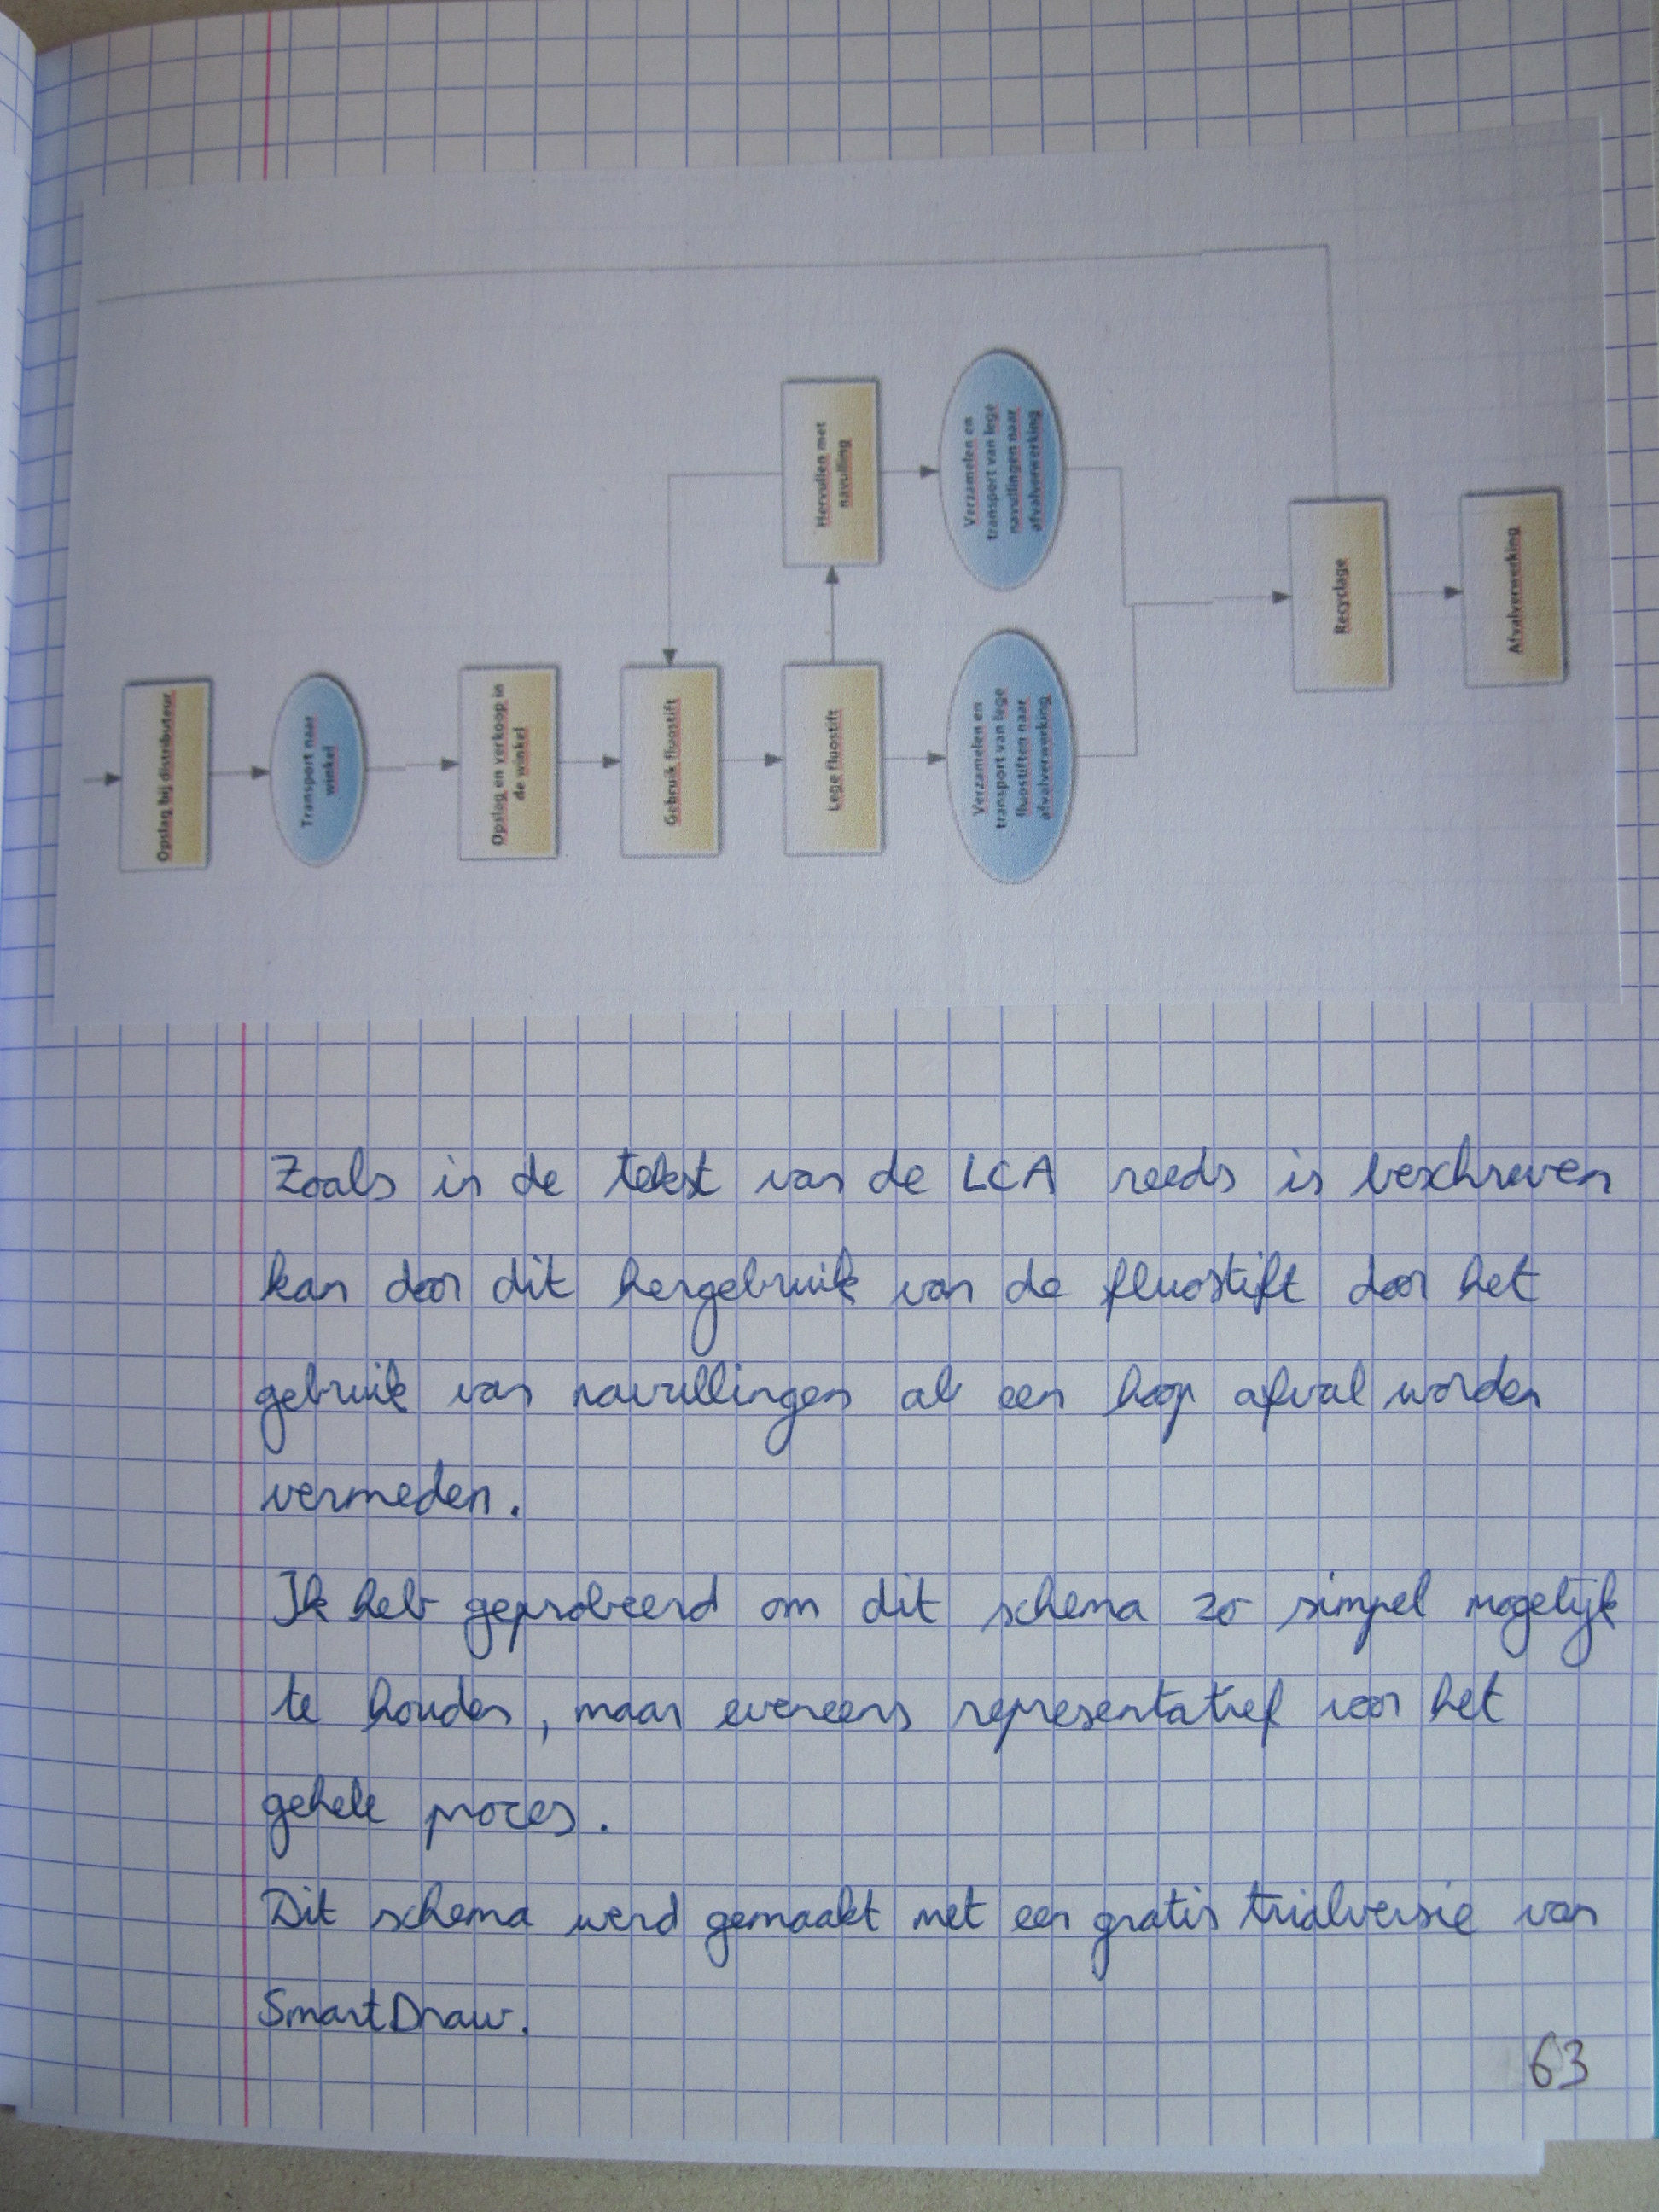 Opslag bij distributeur
Transport naar
winkel
Opslag en verkoop in
de winkel
Gebruik fluostift
Lege fluostift
Hervullen met
navulling
Verzamelen en
transport van lege
fluostiften naar
afvalverwerking
Verzamelen en
transport van lege
navullingen naar
afvalverwerking
Recyclage
Afvalverwerking
Zoals in de tekst van de LCA reeds is beschreven
kan door dit hergebruik van de fluostift door het
gebruik van navullingen al een hoop afval worden
vermeden.
Ik heb geprobeerd om dit schema zo simpel mogelijk
te houden, maar eveneens representatief voor het
gehele proces.
Dit schema werd gemaakt met een gratis trialversie van
SmartDraw.
63